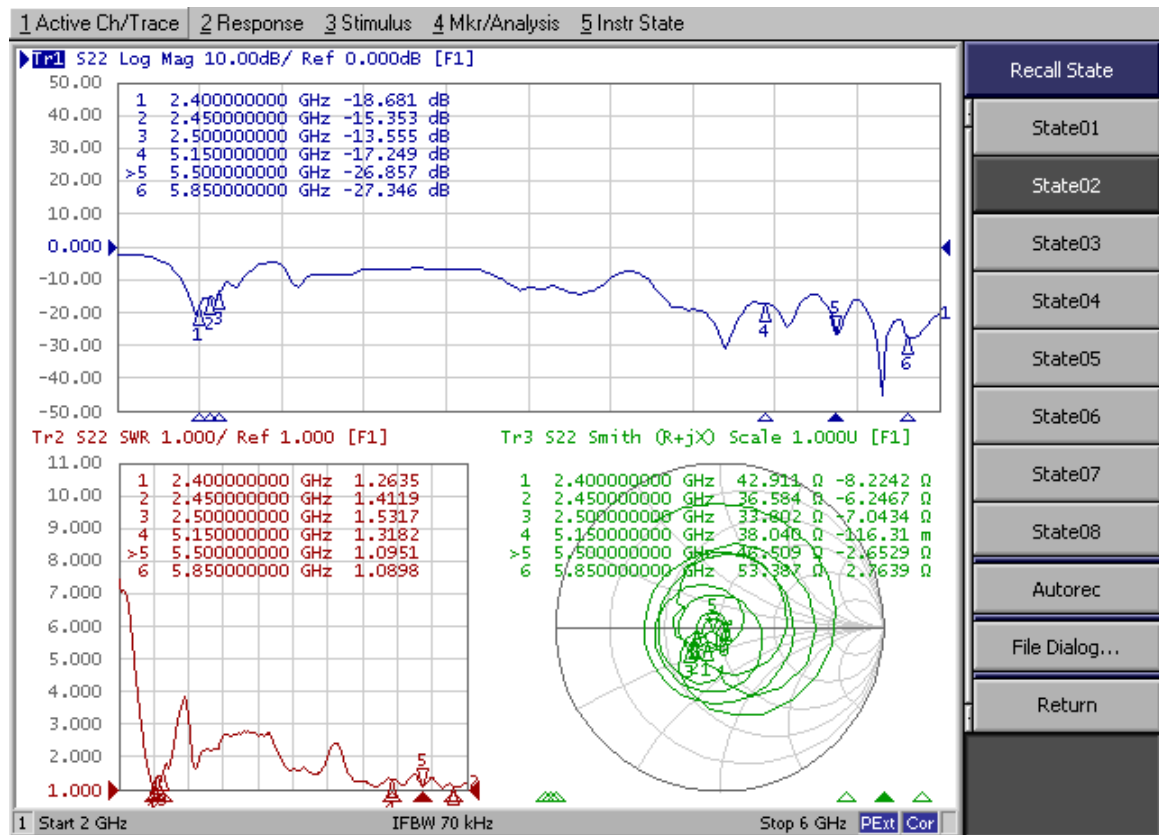 1 Active Ch/Trace 2 Response 3 Stimulus 4 Mkr/Analysis 5 Instr State
Tr1 S22 Log Mag 10.00dB/ Ref 0.000dB [F1]
50.00
40.00
30.00
20.00
10.00
0.000
-10.00
-20.00
-30.00
-40.00
-50.00
1 2.400000000 GHz -18.681 dB
2 2.450000000 GHz -15.353 dB
3 2.500000000 GHz -13.555 dB
4 5.150000000 GHz -17.249 dB
>5 5.500000000 GHz -26.857 dB
6 5.850000000 GHz -27.346 dB
1
2
3
4
5
6
1
Tr2 S22 SWR 1.000/ Ref 1.000 [F1]
11.00
10.00
9.000
8.000
7.000
6.000
5.000
4.000
3.000
2.000
1.000
1 2.400000000 GHz 1.2635
2 2.450000000 GHz 1.4119
3 2.500000000 GHz 1.5317
4 5.150000000 GHz 1.3182
>5 5.500000000 GHz 1.0951
6 5.850000000 GHz 1.0898
5
Tr3 S22 Smith (R+jX) Scale 1.000U [F1]
1 2.400000000 GHz 42.911 Ω -8.2242 Ω
2 2.450000000 GHz 36.584 Ω -6.2467 Ω
3 2.500000000 GHz 33.802 Ω -7.0434 Ω
4 5.150000000 GHz 38.040 Ω -116.31 m
>5 5.500000000 GHz 46.509 Ω -2.6529 Ω
6 5.850000000 GHz 53.387 Ω 2.7639 Ω
5
1
1 Start 2 GHz IFBW 70 kHz Stop 6 GHz PExt Cor
Recall State
State01
State02
State03
State04
State05
State06
State07
State08
Autorec
File Dialog...
Return